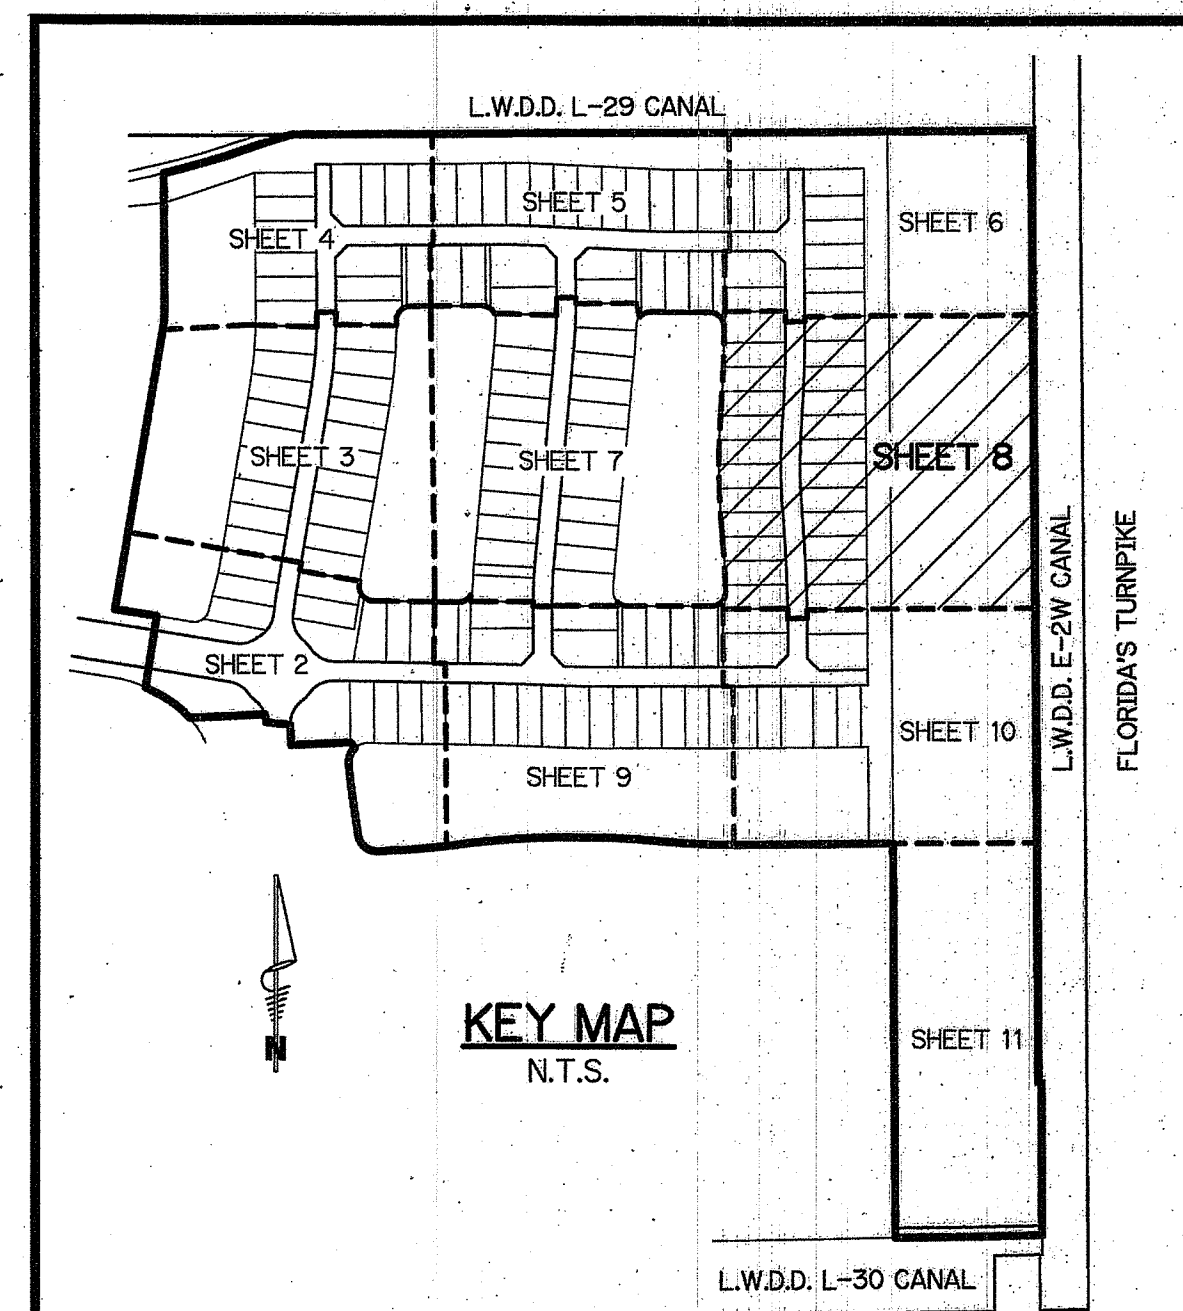 L.W.D.D. L-29 CANAL
SHEET 5
SHEET 6
SHEET 4
SHEET 3
SHEET 7
SHEET 8
L.W.D.D. E-2W CANAL
FLORIDA'S TURNPIKE
SHEET 2
SHEET 10
SHEET 9
N
KEY MAP
N.T.S.
SHEET 11
L.W.D.D. L-30 CANAL